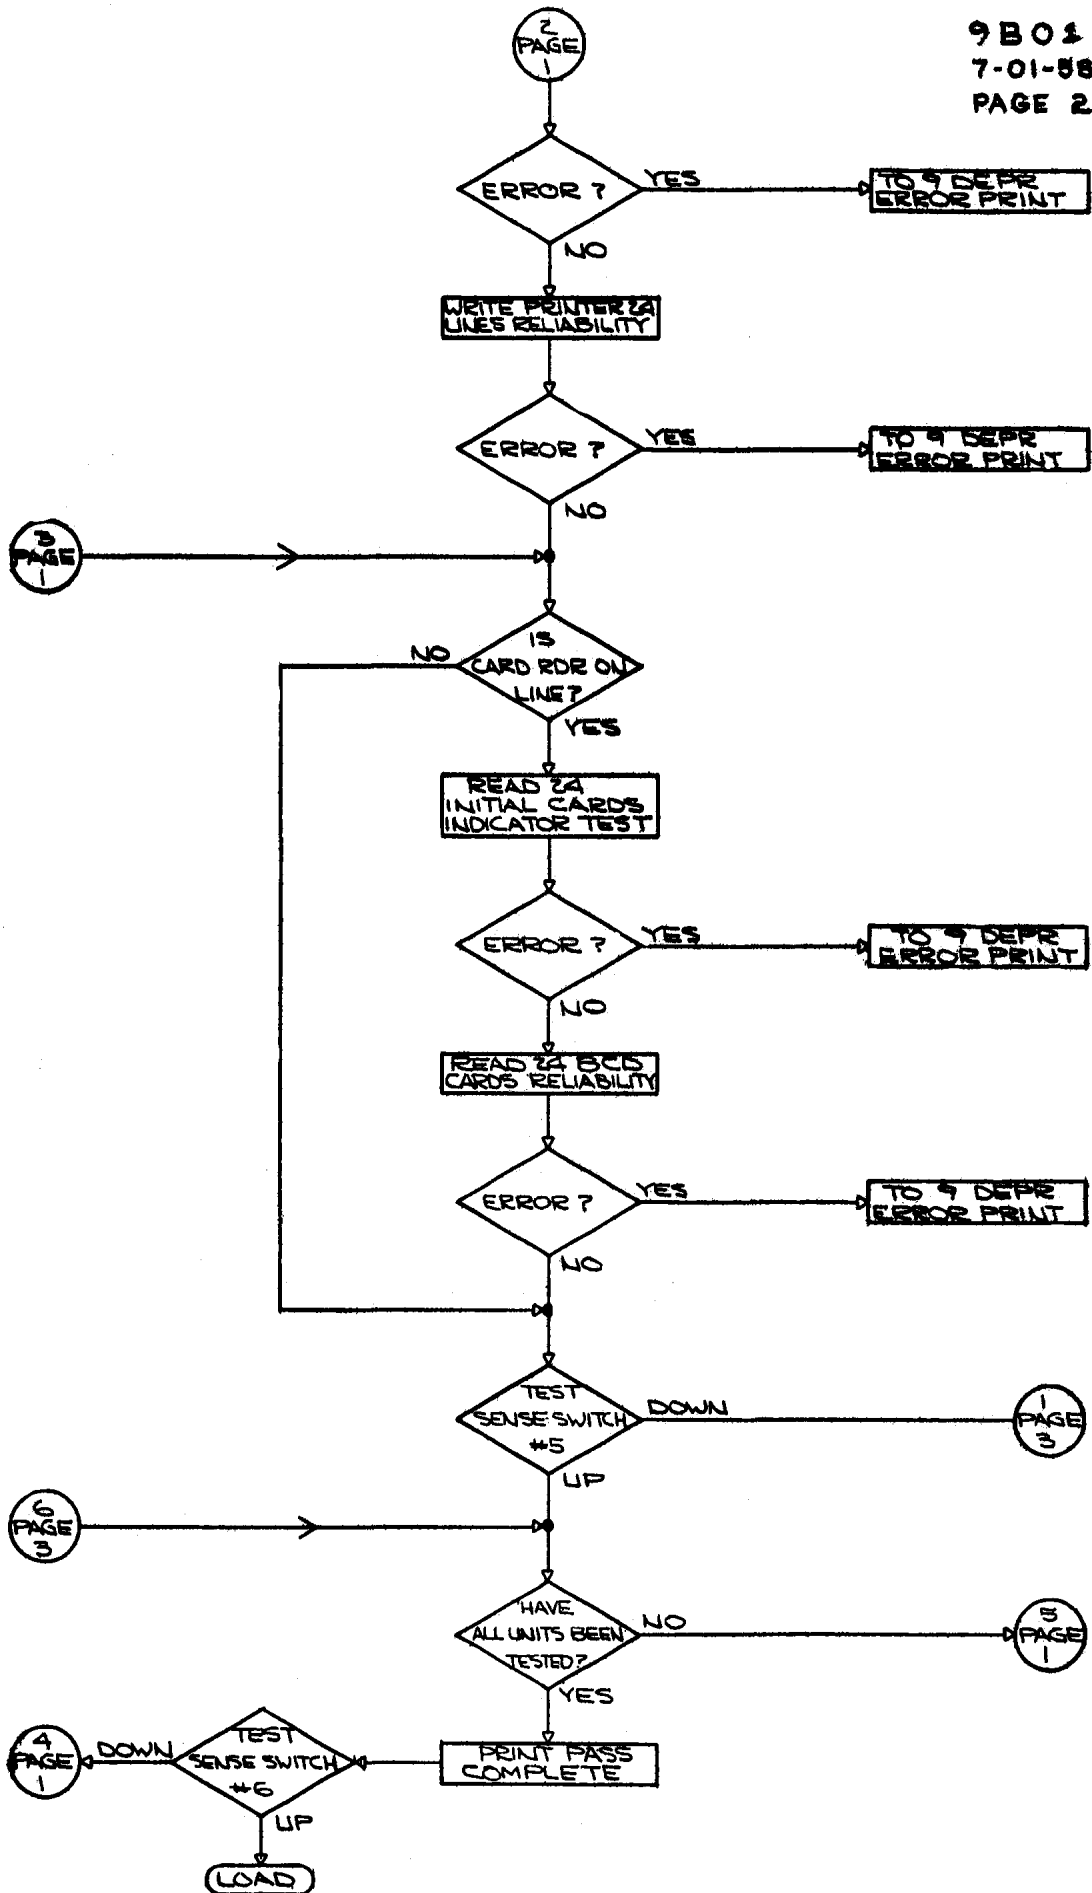 2
PAGE
1
9B01
7-01-58
PAGE 2
ERROR ?
YES
TO 9 DEPR
ERROR PRINT
NO
WRITE PRINTER 24
LINES RELIABILITY
ERROR ?
YES
TO 9 DEPR
ERROR PRINT
NO
3
PAGE
1
IS
CARD RDR ON
LINE?
NO
YES
READ 24
INITIAL CARDS
INDICATOR TEST
ERROR ?
YES
TO 9 DEPR
ERROR PRINT
NO
READ 24 BCD
CARDS RELIABILITY
ERROR ?
YES
TO 9 DEPR
ERROR PRINT
NO
TEST
SENSE SWITCH
#5
DOWN
1
PAGE
3
UP
6
PAGE
3
HAVE
ALL UNITS BEEN
TESTED?
NO
5
PAGE
1
YES
PRINT PASS
COMPLETE
TEST
SENSE SWITCH
#6
DOWN
4
PAGE
1
UP
LOAD